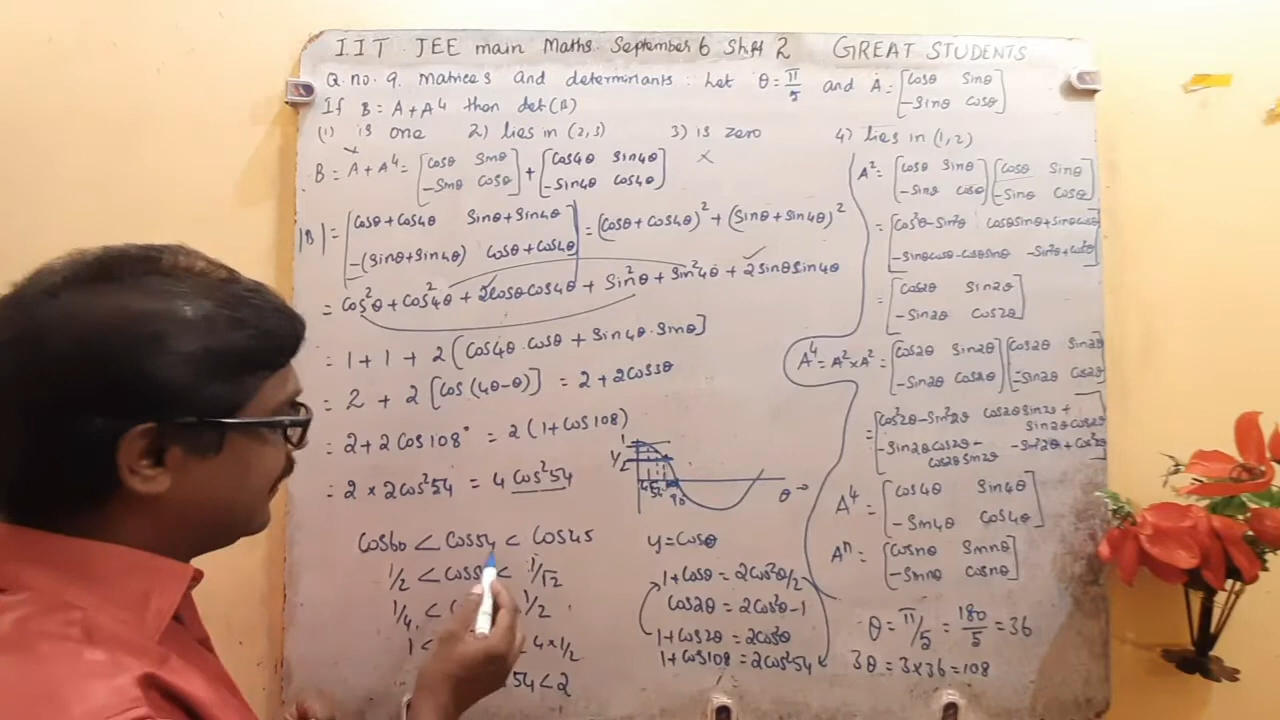 IIT JEE main Maths September 6 Shift 2 GREAT STUDENTS
Q.no.9. Matrices and determinants: Let θ=π/5 and A=[cosθ sinθ
-sinθ cosθ]
If B = A+A⁴ then det(B)
(1) is one 2) lies in (2,3) 3) is zero 4) lies in (1,2)
B = A+A⁴ = [cosθ sinθ
-sinθ cosθ] + [cos4θ sin4θ
-sin4θ cos4θ]
|B| = |cosθ+cos4θ sinθ+sin4θ
-(sinθ+sin4θ) cosθ+cos4θ| = (cosθ+cos4θ)² + (sinθ+sin4θ)²
= cos²θ + cos²4θ + 2cosθcos4θ + sin²θ + sin²4θ + 2sinθsin4θ
= 1+1+2[cos4θ.cosθ + sin4θ.sinθ]
= 2 + 2[cos(4θ-θ)] = 2+2cos3θ
= 2+2cos108° = 2(1+cos108)
= 2×2cos²54 = 4cos²54
cos60 < cos54 < cos45
1/2 < cos < 1/√2
1/4 < 1/2
1 < 4×1/2
54<2
1
Y
θ→
y=cosθ
1+cosθ=2cos²θ/2
cos2θ=2cos²θ-1
1+cos2θ=2cos²θ
1+cos108=2cos²54
A² = [cosθ sinθ
-sinθ cosθ] [cosθ sinθ
-sinθ cosθ]
= [cos²θ-sin²θ cosθsinθ+sinθcosθ
-sinθcosθ-cosθsinθ -sin²θ+cos²θ]
= [cos2θ sin2θ
-sin2θ cos2θ]
A⁴=A²×A² = [cos2θ sin2θ
-sin2θ cos2θ] [cos2θ sin2θ
-sin2θ cos2θ]
= [cos²2θ-sin²2θ cos2θsin2θ+
sin2θcos2θ
-sin2θcos2θ- -sin²2θ+cos²2θ
cos2θsin2θ]
A⁴ = [cos4θ sin4θ
-sin4θ cos4θ]
Aⁿ = [cosnθ sinnθ
-sinnθ cosnθ]
θ=π/5=180/5=36
3θ=3×36=108